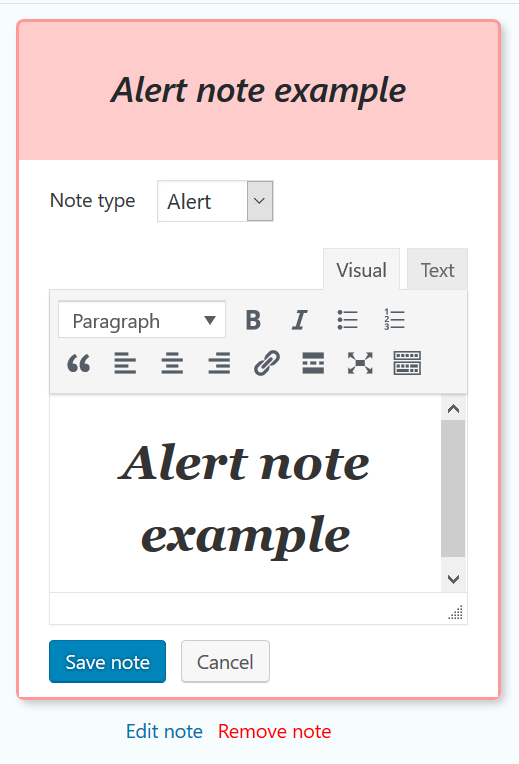 Alert note example
Note type Alert
Visual Text
Paragraph B I
Alert note
example
Save note Cancel
Edit note Remove note